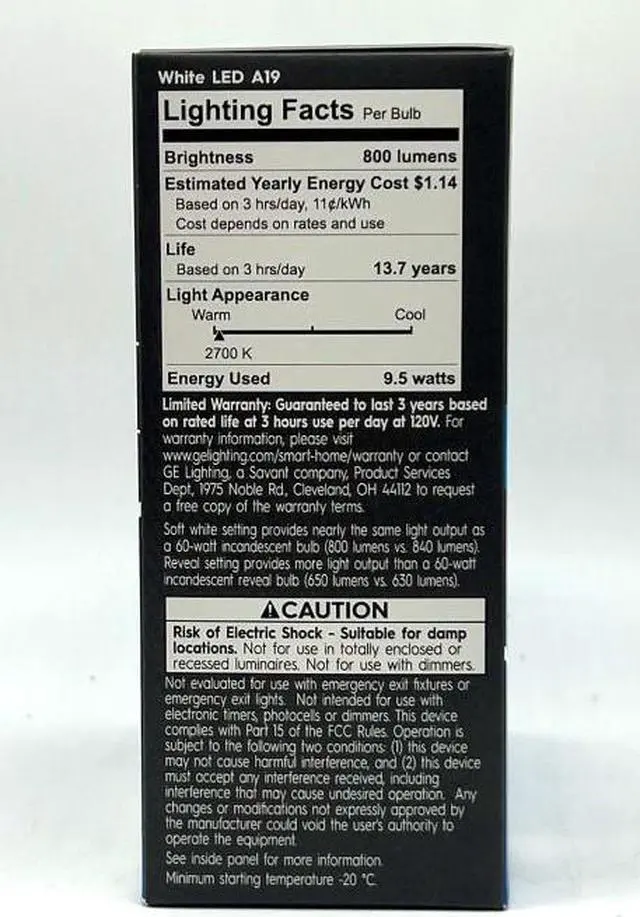 White LED A19
Lighting Facts Per Bulb
Brightness 800 lumens
Estimated Yearly Energy Cost $1.14
Based on 3 hrs/day, 11¢/kWh
Cost depends on rates and use
Life
Based on 3 hrs/day 13.7 years
Light Appearance
Warm Cool
2700 K
Energy Used 9.5 watts
Limited Warranty: Guaranteed to last 3 years based
on rated life at 3 hours use per day at 120V. For
warranty information, please visit
www.gelighting.com/smart-home/warranty or contact
GE Lighting, a Savant company, Product Services
Dept, 1975 Noble Rd, Cleveland, OH 44112 to request
a free copy of the warranty terms.
Soft white setting provides nearly the same light output as
a 60-watt incandescent bulb (800 lumens vs. 840 lumens).
Reveal setting provides more light output than a 60-watt
incandescent reveal bulb (650 lumens vs. 630 lumens).
⚠CAUTION
Risk of Electric Shock - Suitable for damp
locations. Not for use in totally enclosed or
recessed luminaires. Not for use with dimmers.
Not evaluated for use with emergency exit fixtures or
emergency exit lights. Not intended for use with
electronic timers, photocells or dimmers. This device
complies with Part 15 of the FCC Rules. Operation is
subject to the following two conditions: (1) this device
may not cause harmful interference, and (2) this device
must accept any interference received, including
interference that may cause undesired operation. Any
changes or modifications not expressly approved by
the manufacturer could void the user's authority to
operate the equipment.
See inside panel for more information.
Minimum starting temperature -20 °C.